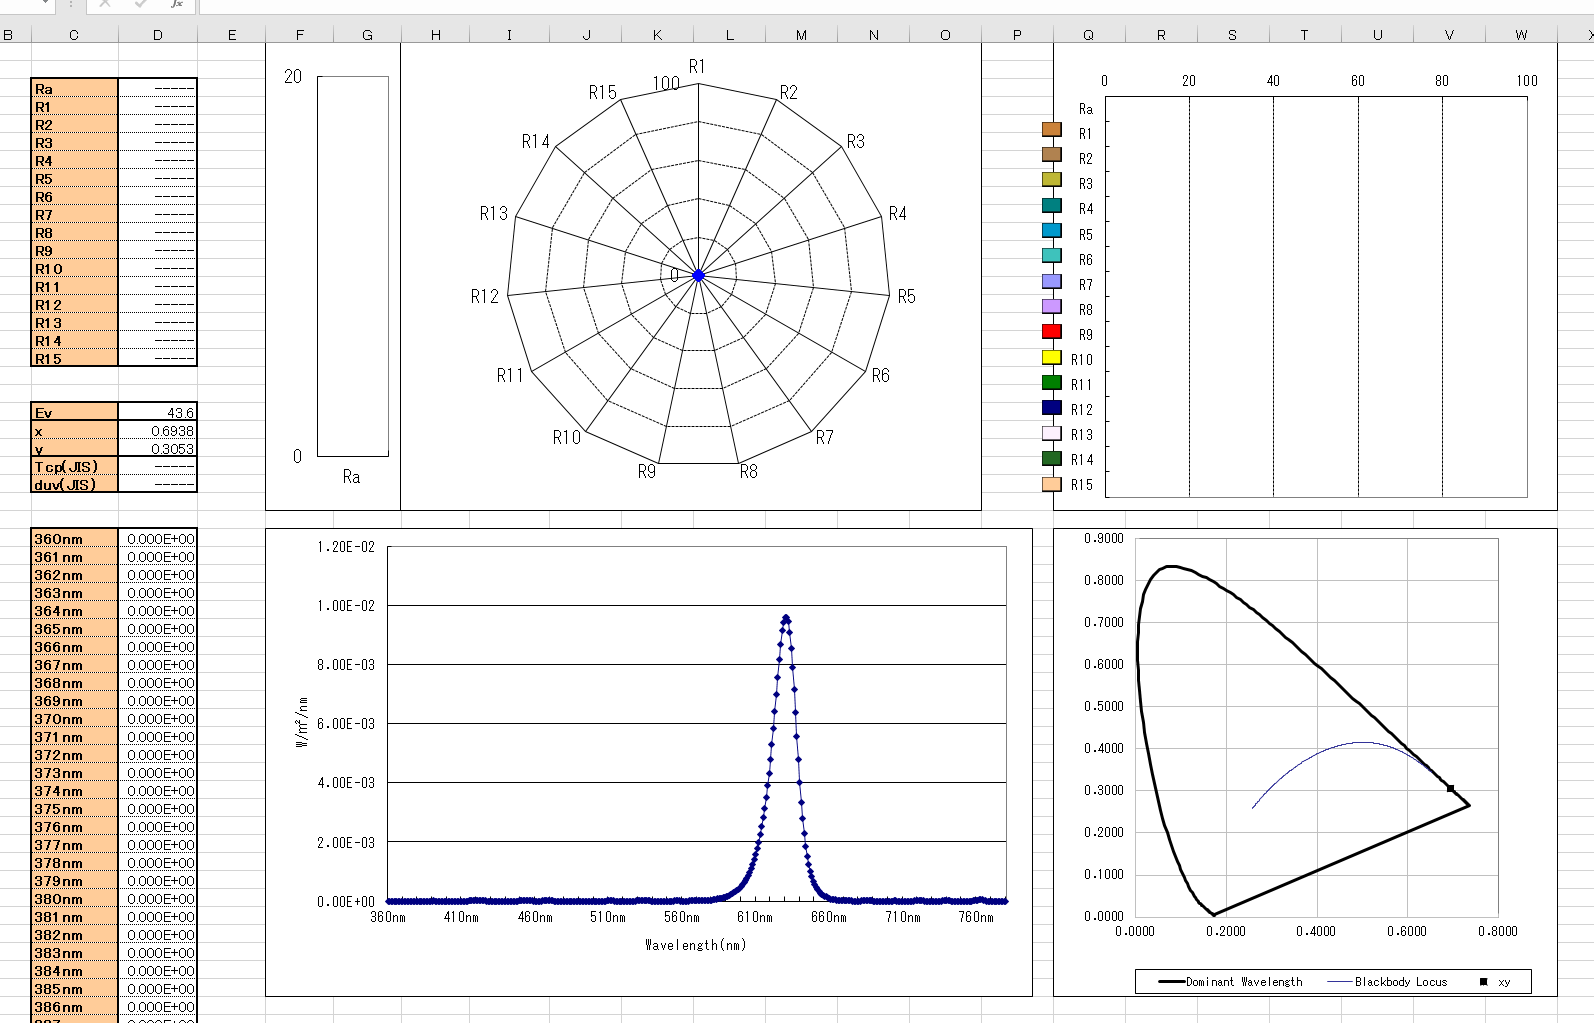 fx
B C D E F G H I J K L M N O P Q R S T U V W X
Ra -----
R1 -----
R2 -----
R3 -----
R4 -----
R5 -----
R6 -----
R7 -----
R8 -----
R9 -----
R10 -----
R11 -----
R12 -----
R13 -----
R14 -----
R15 -----
Ev 43.6
x 0.6938
y 0.3053
Tcp(JIS) -----
duv(JIS) -----
360nm 0.000E+00
361nm 0.000E+00
362nm 0.000E+00
363nm 0.000E+00
364nm 0.000E+00
365nm 0.000E+00
366nm 0.000E+00
367nm 0.000E+00
368nm 0.000E+00
369nm 0.000E+00
370nm 0.000E+00
371nm 0.000E+00
372nm 0.000E+00
373nm 0.000E+00
374nm 0.000E+00
375nm 0.000E+00
376nm 0.000E+00
377nm 0.000E+00
378nm 0.000E+00
379nm 0.000E+00
380nm 0.000E+00
381nm 0.000E+00
382nm 0.000E+00
383nm 0.000E+00
384nm 0.000E+00
385nm 0.000E+00
386nm 0.000E+00
20
0
Ra
R1
R15 100 R2
R14 R3
R13 R4
0
R12 R5
R11 R6
R10 R7
R9 R8
0 20 40 60 80 100
Ra
R1
R2
R3
R4
R5
R6
R7
R8
R9
R10
R11
R12
R13
R14
R15
1.20E-02
1.00E-02
8.00E-03
6.00E-03
4.00E-03
2.00E-03
0.00E+00
W/m²/nm
360nm 410nm 460nm 510nm 560nm 610nm 660nm 710nm 760nm
Wavelength(nm)
0.9000
0.8000
0.7000
0.6000
0.5000
0.4000
0.3000
0.2000
0.1000
0.0000
0.0000 0.2000 0.4000 0.6000 0.8000
Dominant Wavelength Blackbody Locus xy